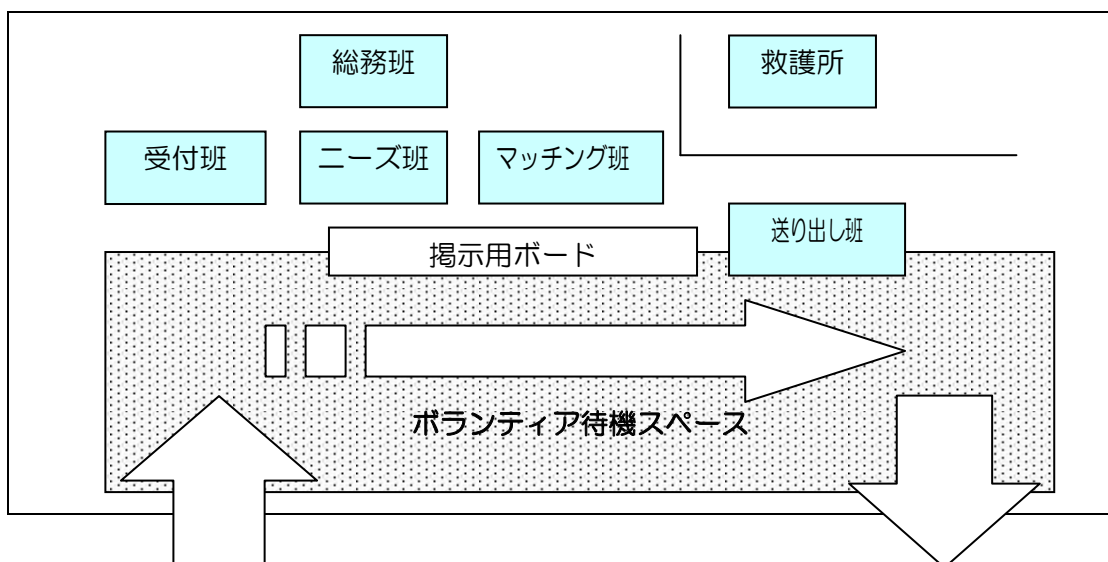 総務班
救護所
受付班
ニーズ班
マッチング班
送り出し班
掲示用ボード
ボランティア待機スペース